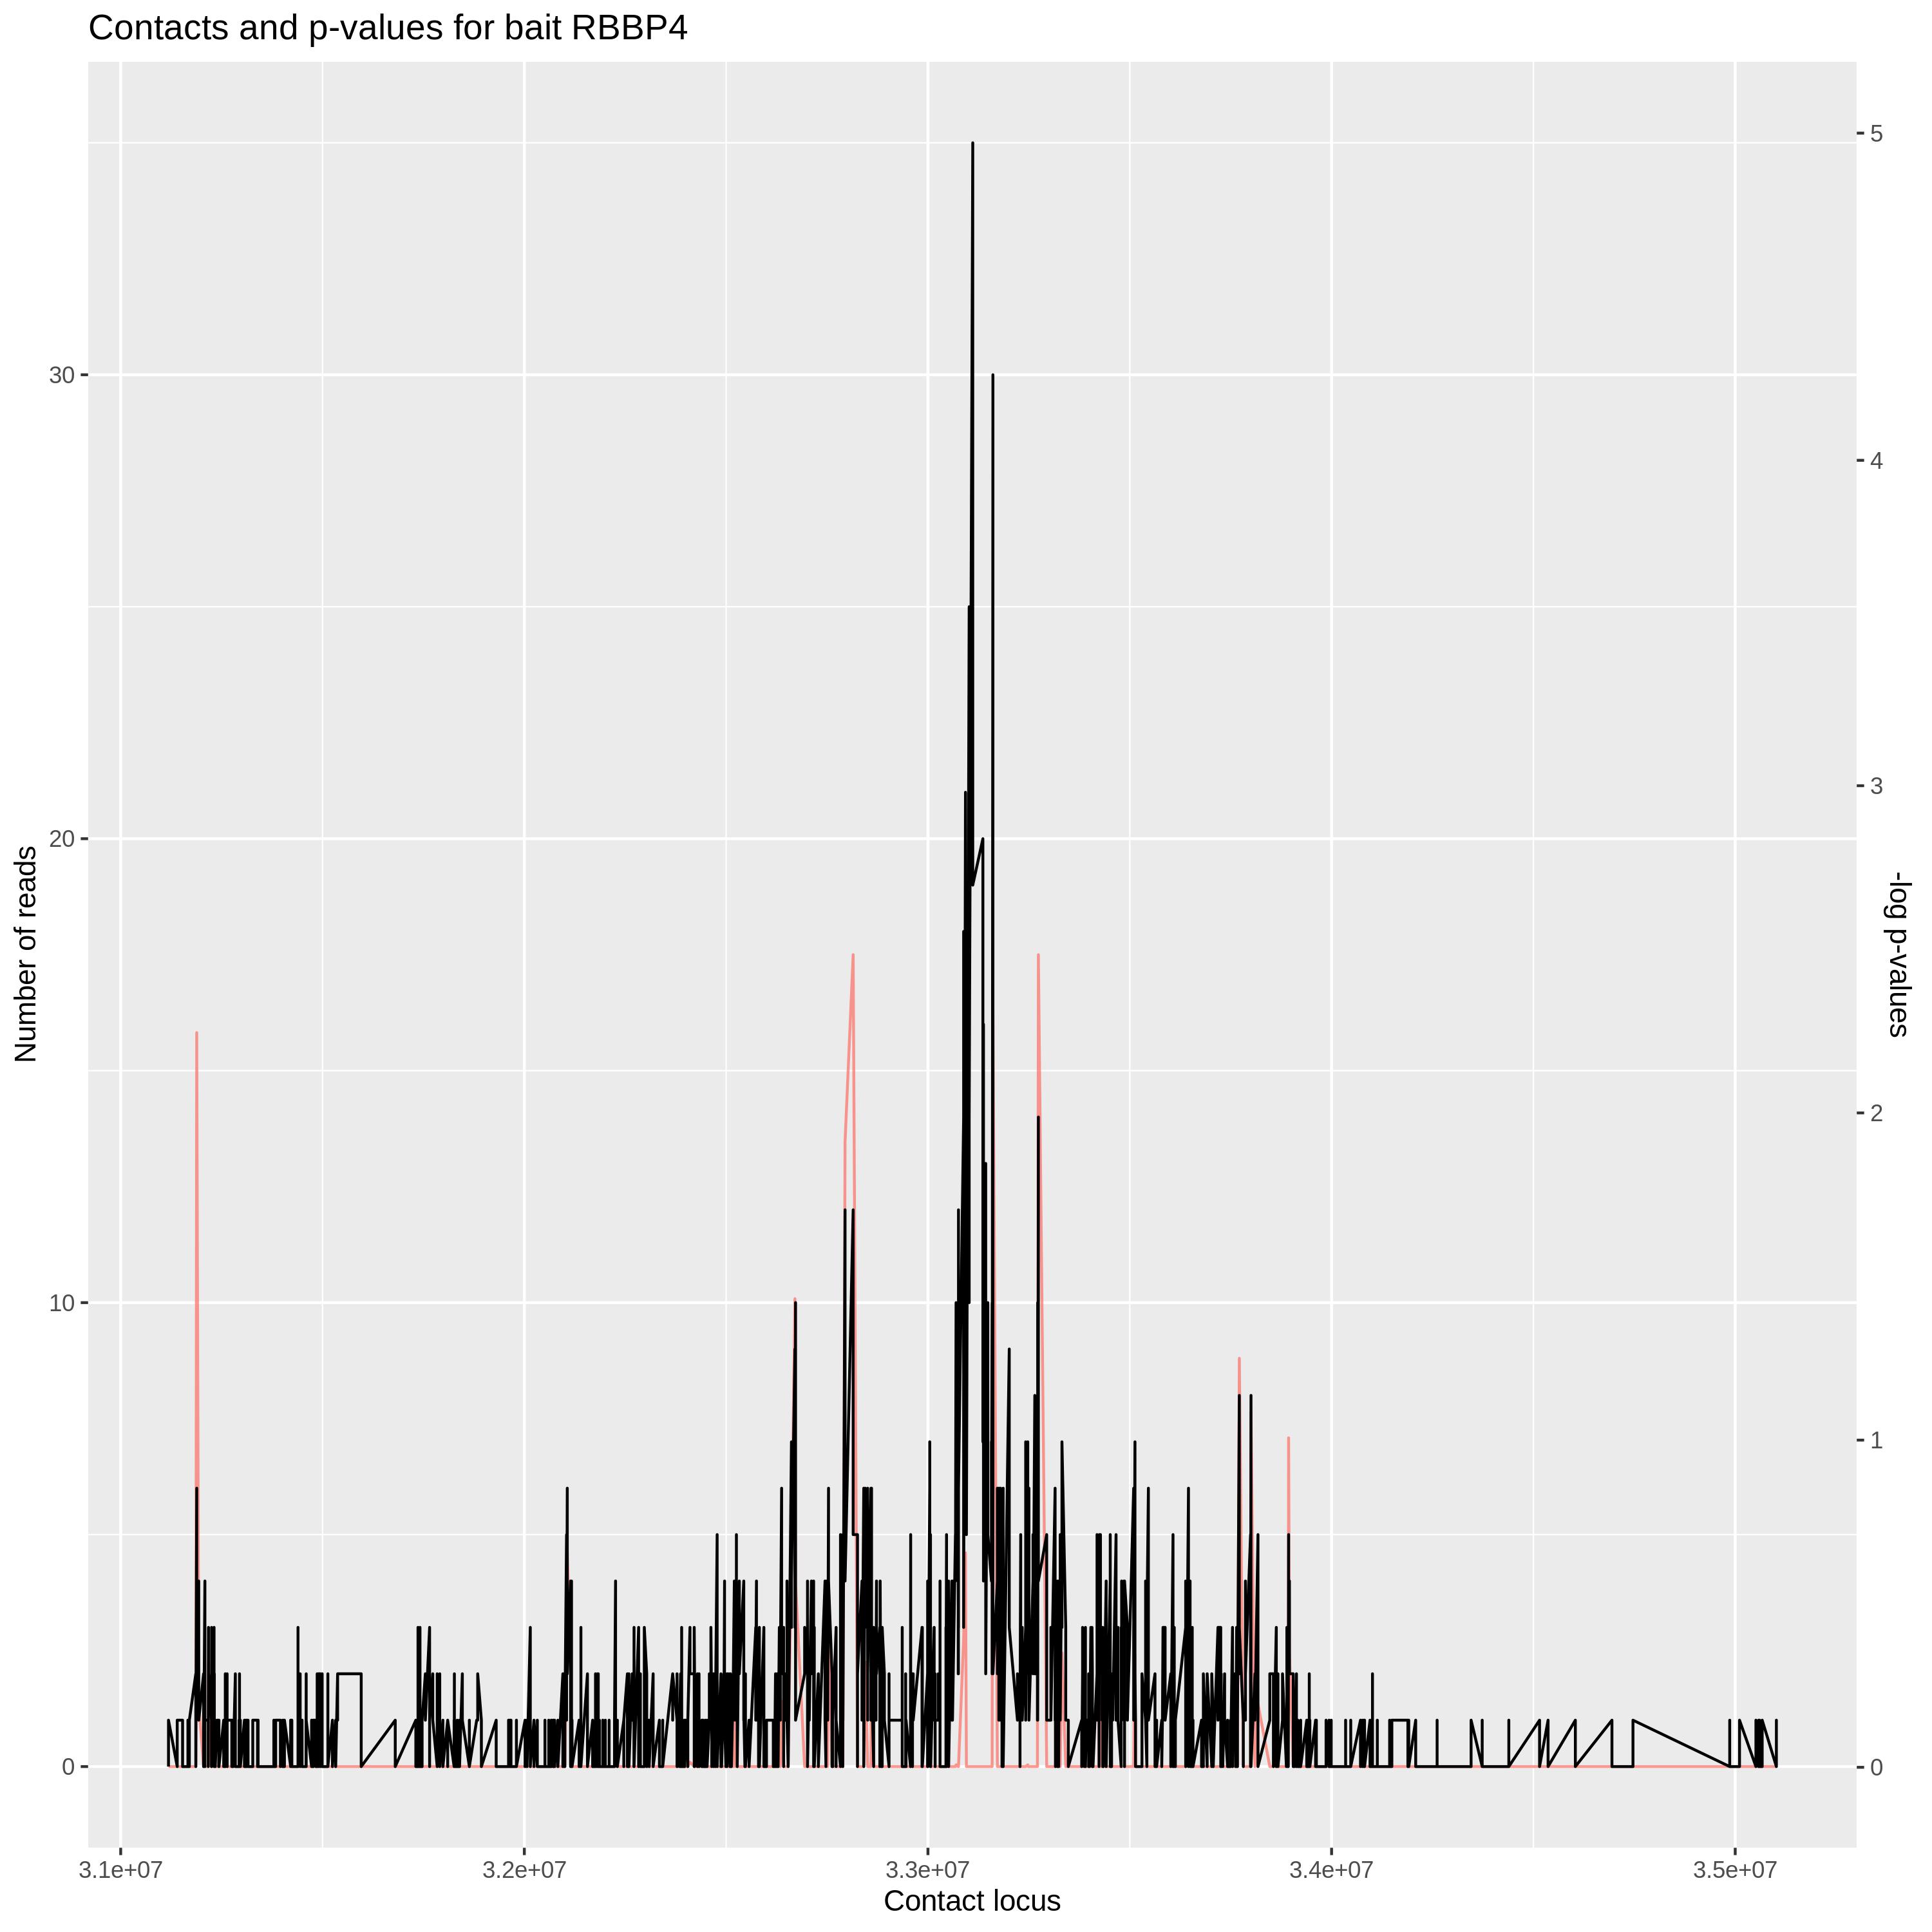 Contacts and p-values for bait RBBP4
Number of reads
30
20
10
0
5
4
3
2
1
0
-log p-values
3.1e+07
3.2e+07
3.3e+07
3.4e+07
3.5e+07
Contact locus